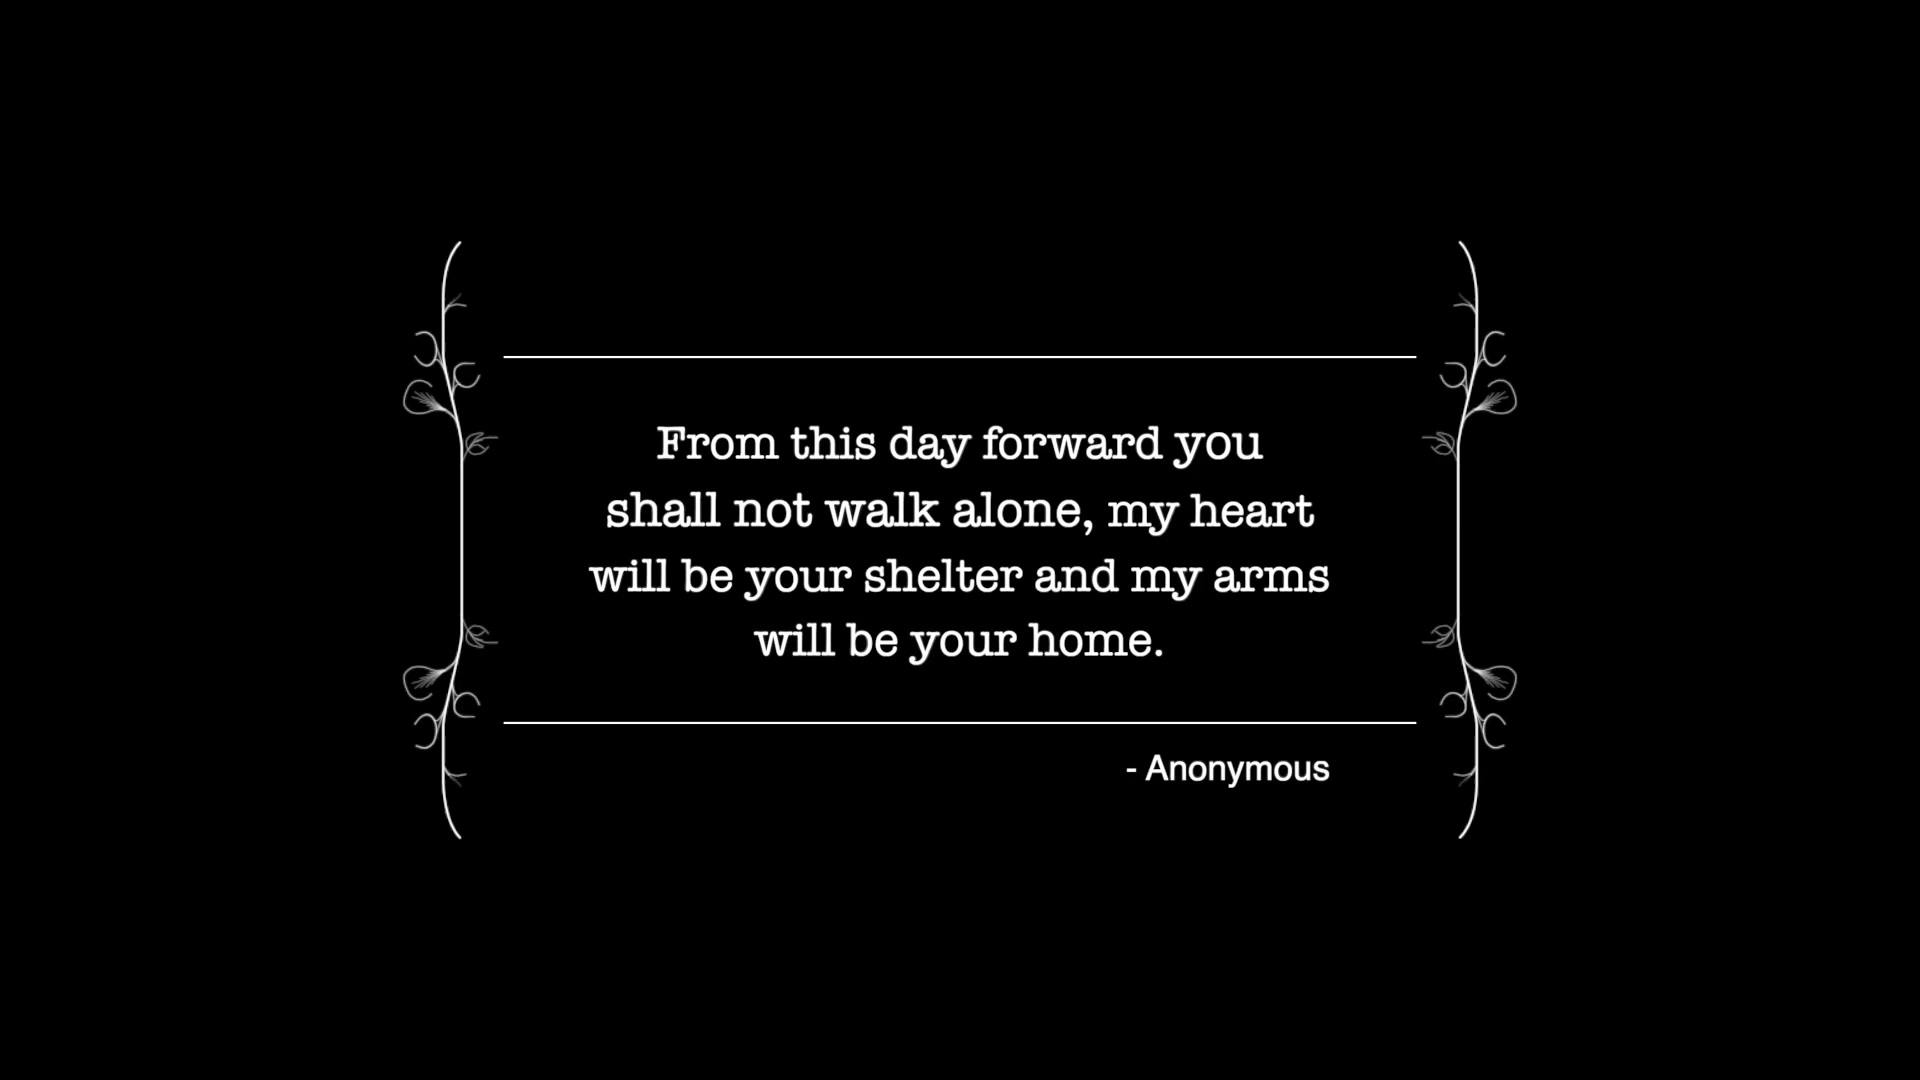 From this day forward you
shall not walk alone, my heart
will be your shelter and my arms
will be your home.
- Anonymous